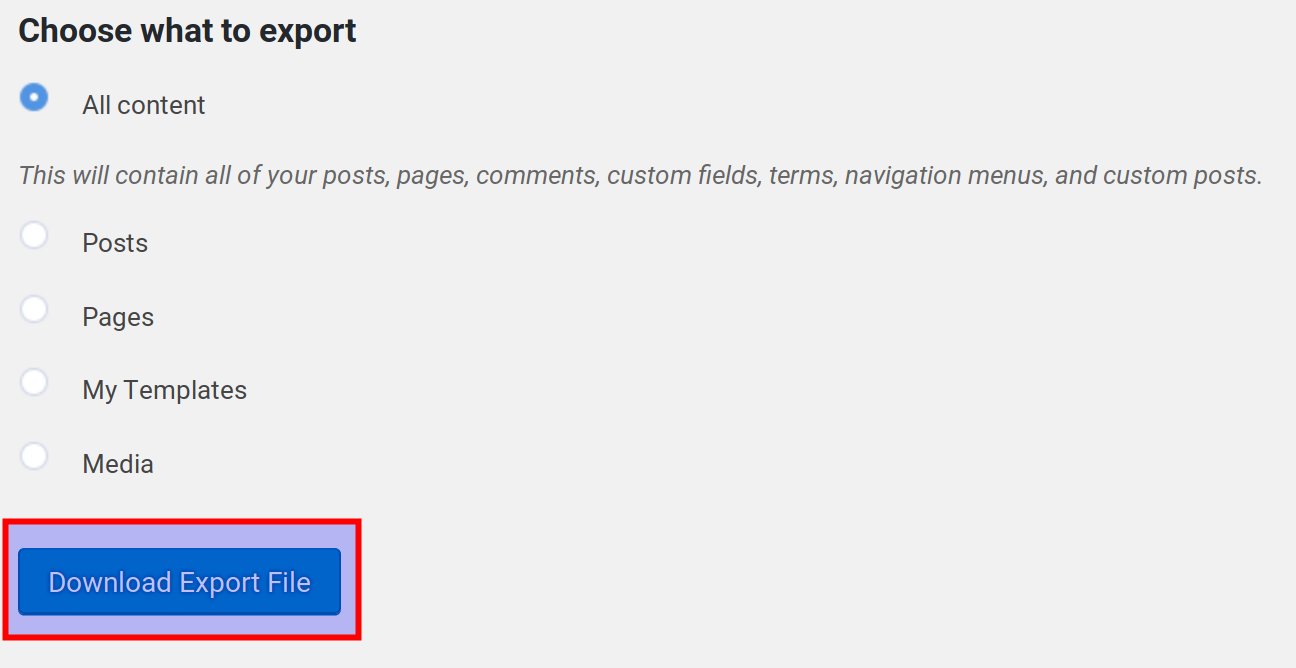 Choose what to export
All content
This will contain all of your posts, pages, comments, custom fields, terms, navigation menus, and custom posts.
Posts
Pages
My Templates
Media
Download Export File